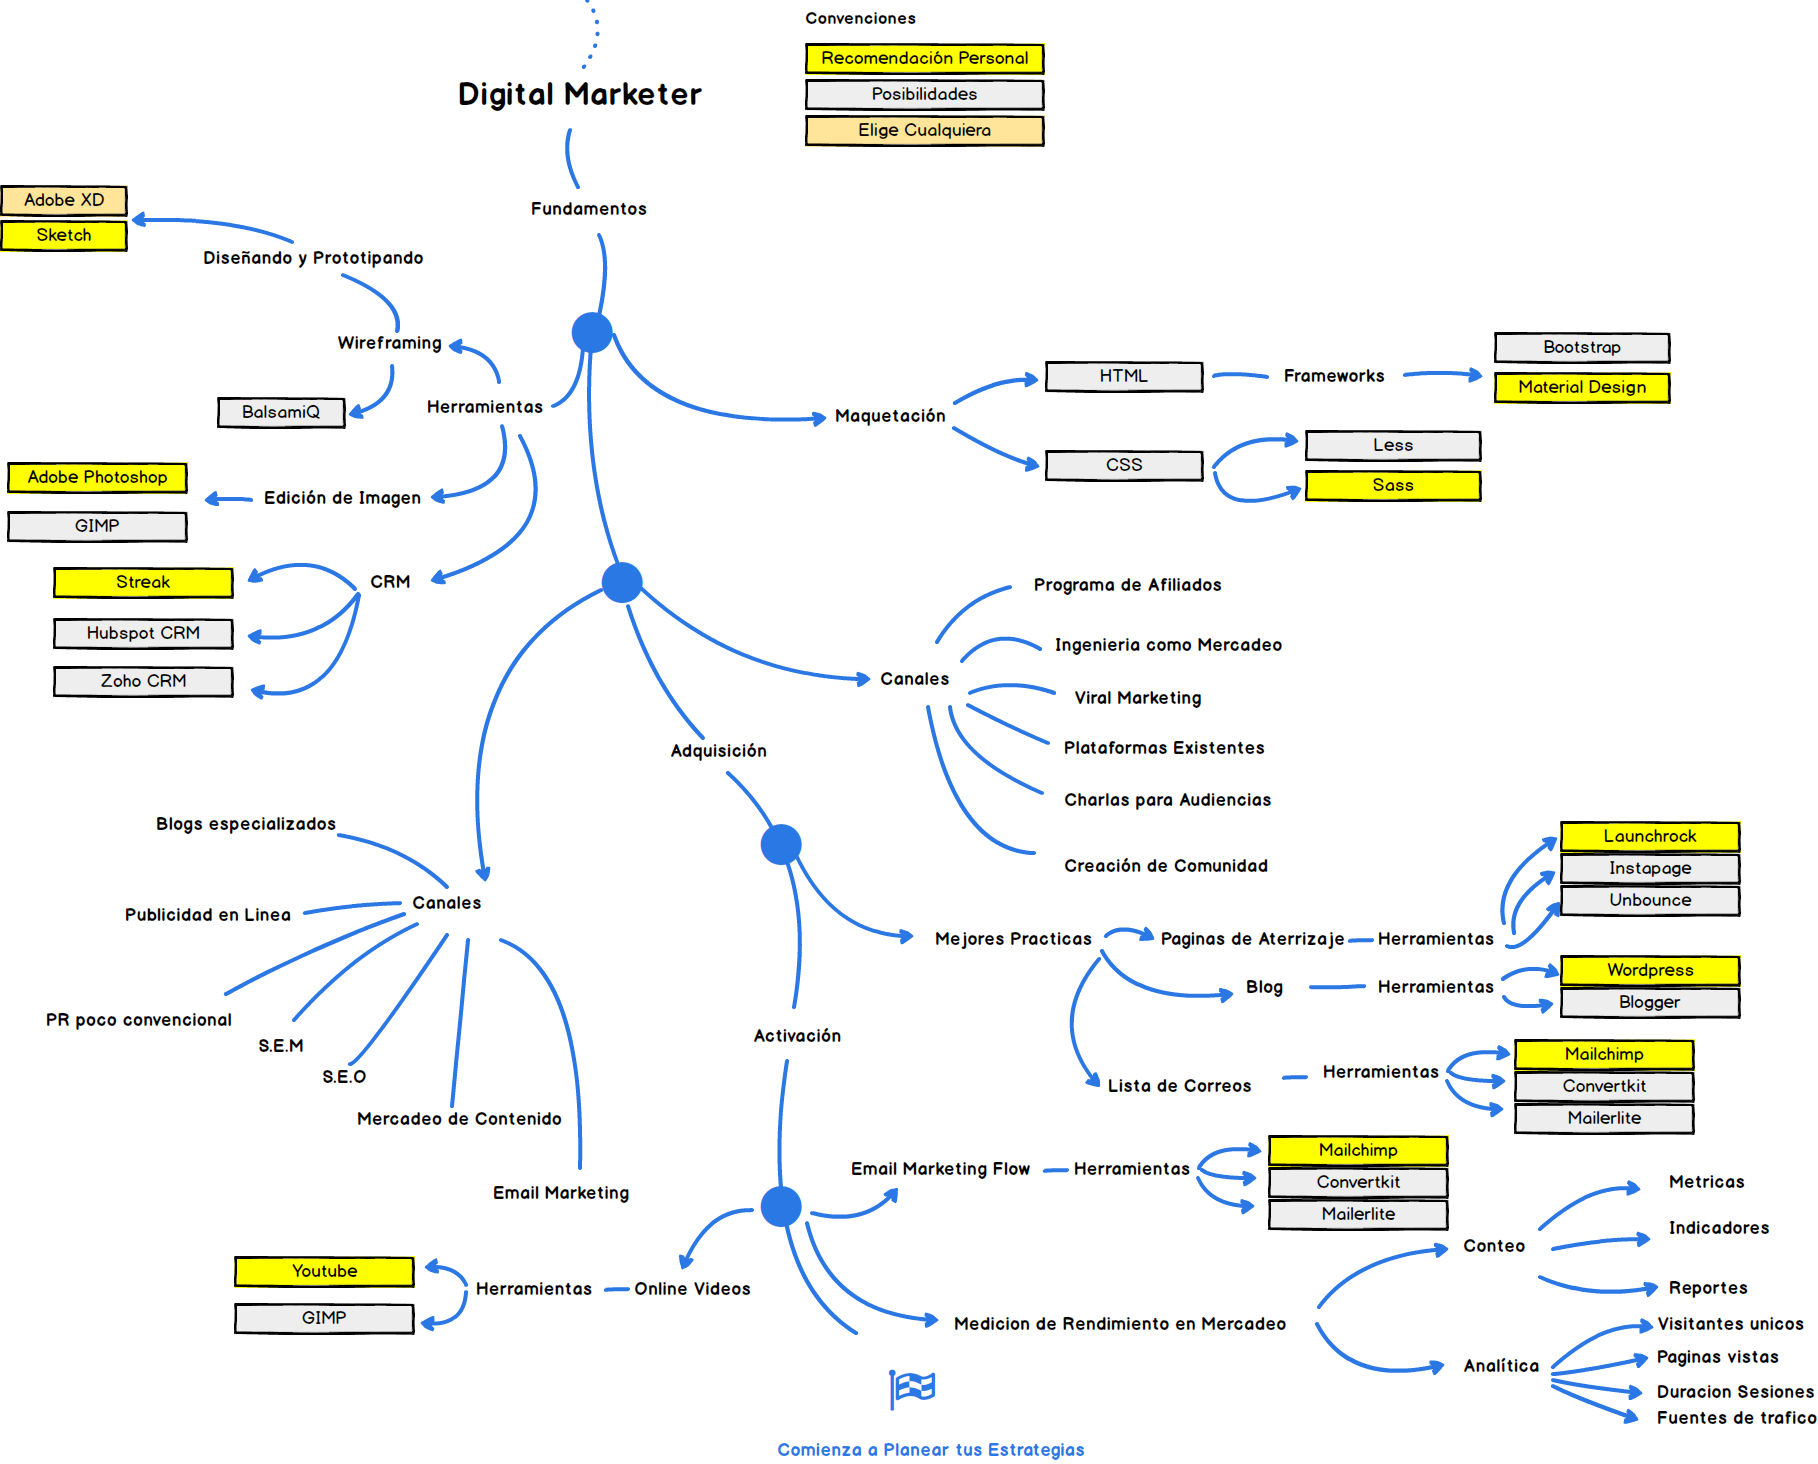 Convenciones
Recomendación Personal
Posibilidades
Elige Cualquiera
Digital Marketer
Fundamentos
Adobe XD
Sketch
Diseñando y Prototipando
Wireframing
BalsamiQ
Herramientas
Adobe Photoshop
GIMP
Edición de Imagen
Streak
Hubspot CRM
Zoho CRM
CRM
Maquetación
HTML
Frameworks
Bootstrap
Material Design
CSS
Less
Sass
Canales
Programa de Afiliados
Ingenieria como Mercadeo
Viral Marketing
Plataformas Existentes
Charlas para Audiencias
Creación de Comunidad
Adquisición
Canales
Blogs especializados
Publicidad en Linea
PR poco convencional
S.E.M
S.E.O
Mercadeo de Contenido
Email Marketing
Mejores Practicas
Paginas de Aterrizaje
Herramientas
Launchrock
Instapage
Unbounce
Blog
Herramientas
Wordpress
Blogger
Lista de Correos
Herramientas
Mailchimp
Convertkit
Mailerlite
Activación
Email Marketing Flow
Herramientas
Mailchimp
Convertkit
Mailerlite
Online Videos
Herramientas
Youtube
GIMP
Medicion de Rendimiento en Mercadeo
Conteo
Metricas
Indicadores
Reportes
Analítica
Visitantes unicos
Paginas vistas
Duracion Sesiones
Fuentes de trafico
Comienza a Planear tus Estrategias